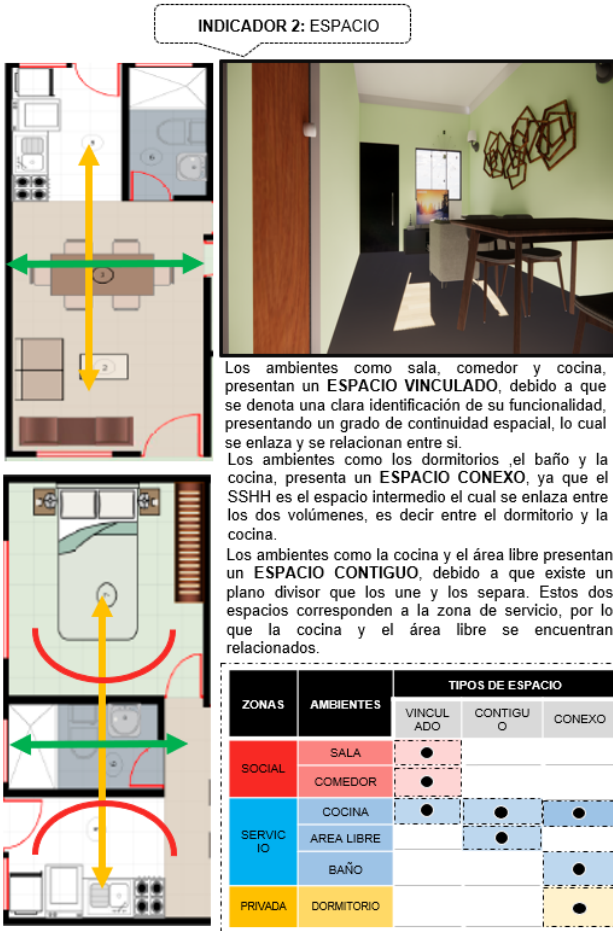 INDICADOR 2: ESPACIO
Los ambientes como sala, comedor y cocina,
presentan un ESPACIO VINCULADO, debido a que
se denota una clara identificación de su funcionalidad,
presentando un grado de continuidad espacial, lo cual
se enlaza y se relacionan entre si.
Los ambientes como los dormitorios ,el baño y la
cocina, presenta un ESPACIO CONEXO, ya que el
SSHH es el espacio intermedio el cual se enlaza entre
los dos volúmenes, es decir entre el dormitorio y la
cocina.
Los ambientes como la cocina y el área libre presentan
un ESPACIO CONTIGUO, debido a que existe un
plano divisor que los une y los separa. Estos dos
espacios corresponden a la zona de servicio, por lo
que la cocina y el área libre se encuentran
relacionados.
ZONAS
AMBIENTES
TIPOS DE ESPACIO
VINCUL
ADO
CONTIGU
O
CONEXO
SOCIAL
SALA
COMEDOR
SERVIC
IO
COCINA
AREA LIBRE
BAÑO
PRIVADA
DORMITORIO
3
2